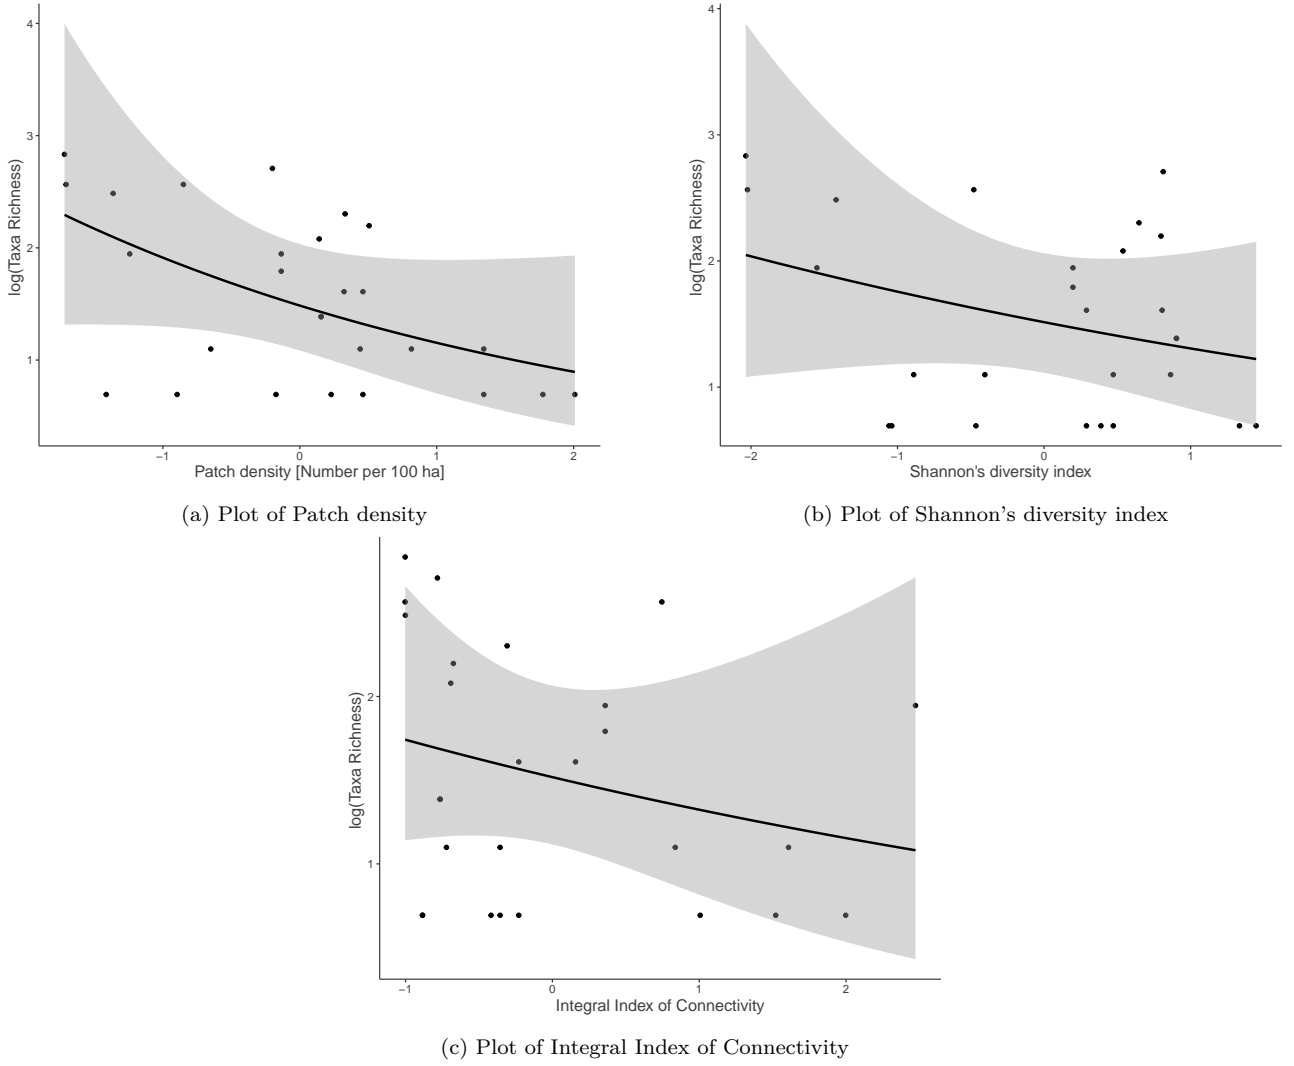 4
3
2
1
log(Taxa Richness)
−1 0 1 2
Patch density [Number per 100 ha]
(a) Plot of Patch density
4
3
2
1
log(Taxa Richness)
−2 −1 0 1
Shannon's diversity index
(b) Plot of Shannon’s diversity index
2
1
log(Taxa Richness)
−1 0 1 2
Integral Index of Connectivity
(c) Plot of Integral Index of Connectivity